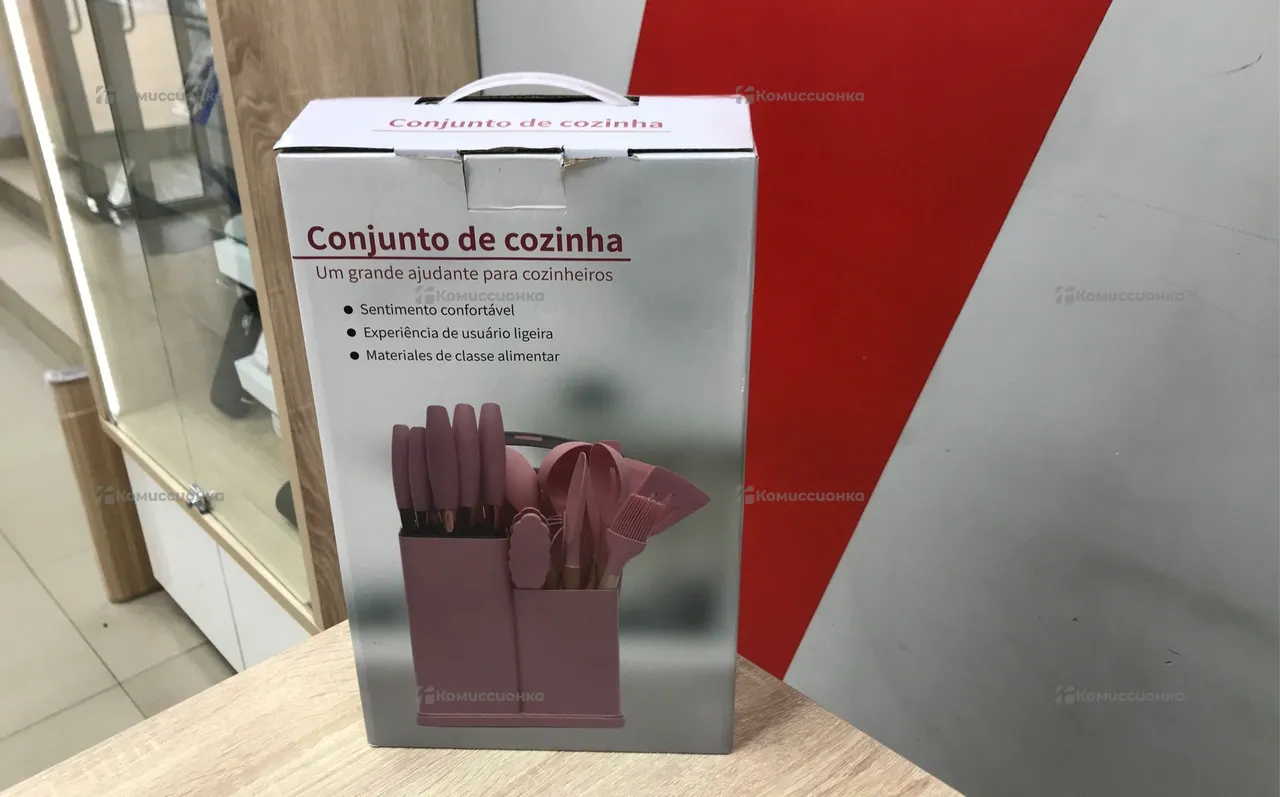 Conjunto de cozinha
Conjunto de cozinha
Um grande ajudante para cozinheiros
Sentimento confortável
Experiência de usuário ligeira
Materiales de classe alimentar
Комиссионка
Комиссионка
Комиссионка
Комиссионка
Комиссионка
Комиссионка
Комиссионка
Комиссионка